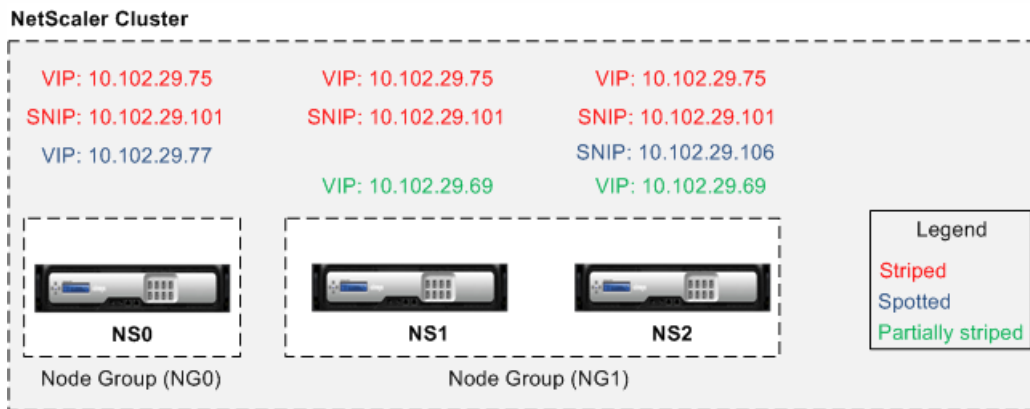 NetScaler Cluster
VIP: 10.102.29.75 VIP: 10.102.29.75 VIP: 10.102.29.75
SNIP: 10.102.29.101 SNIP: 10.102.29.101 SNIP: 10.102.29.101
VIP: 10.102.29.77 SNIP: 10.102.29.106
VIP: 10.102.29.69 VIP: 10.102.29.69
NS0 NS1 NS2
Node Group (NG0) Node Group (NG1)
Legend
Striped
Spotted
Partially striped